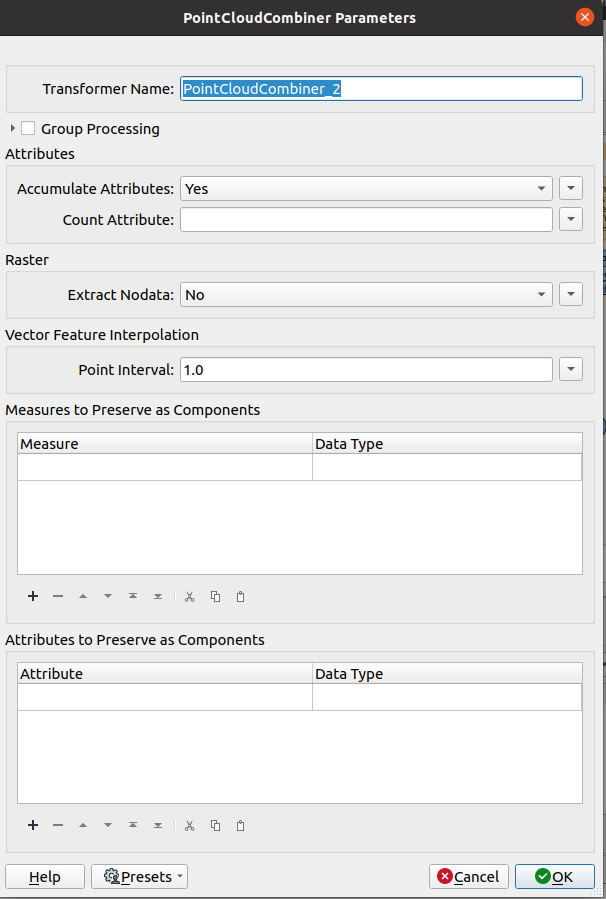 PointCloudCombiner Parameters
Transformer Name: PointCloudCombiner_2
Group Processing
Attributes
Accumulate Attributes: Yes
Count Attribute:
Raster
Extract Nodata: No
Vector Feature Interpolation
Point Interval: 1.0
Measures to Preserve as Components
Measure Data Type
Attributes to Preserve as Components
Attribute Data Type
Help Presets Cancel OK